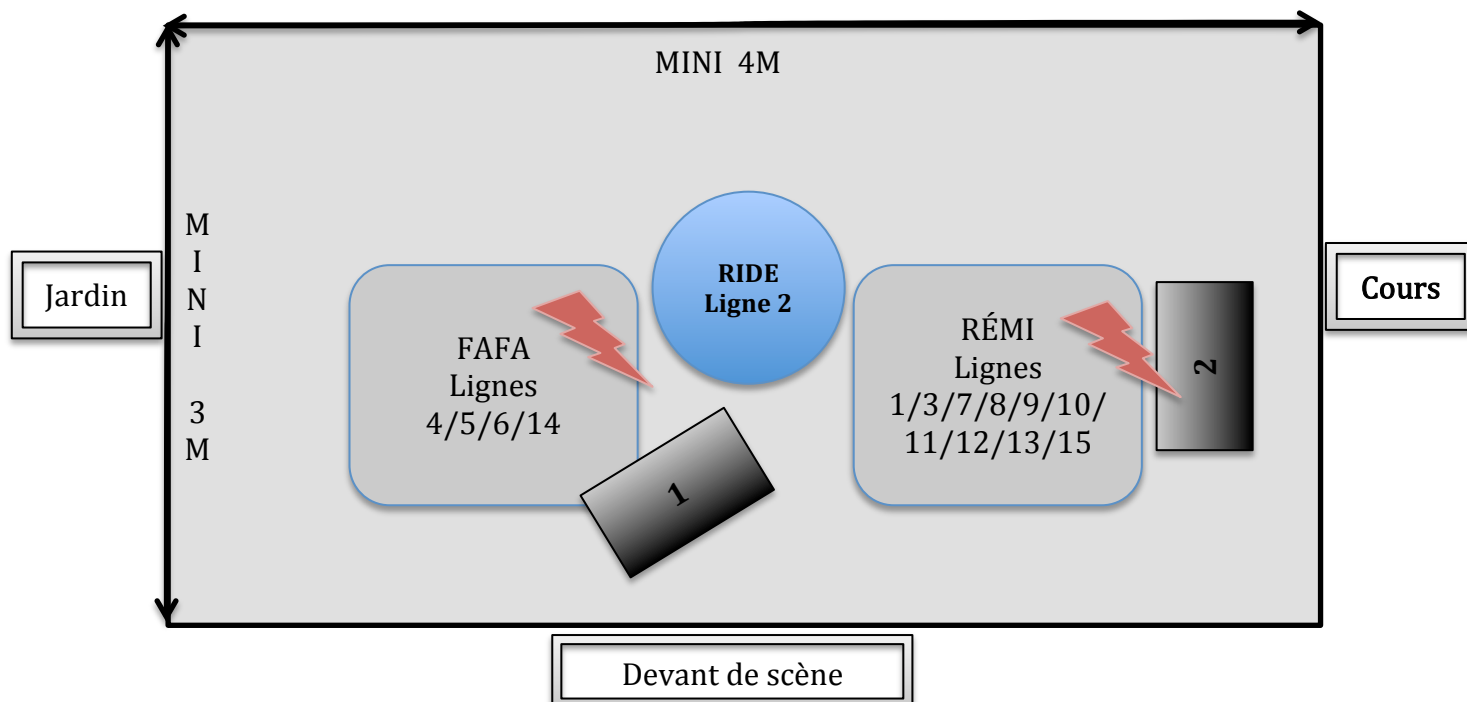 MINI 4M
M
I
N
I
3
M
Jardin
FAFA
Lignes
4/5/6/14
RIDE
Ligne 2
RÉMI
Lignes
1/3/7/8/9/10/
11/12/13/15
1
2
Cours
Devant de scène